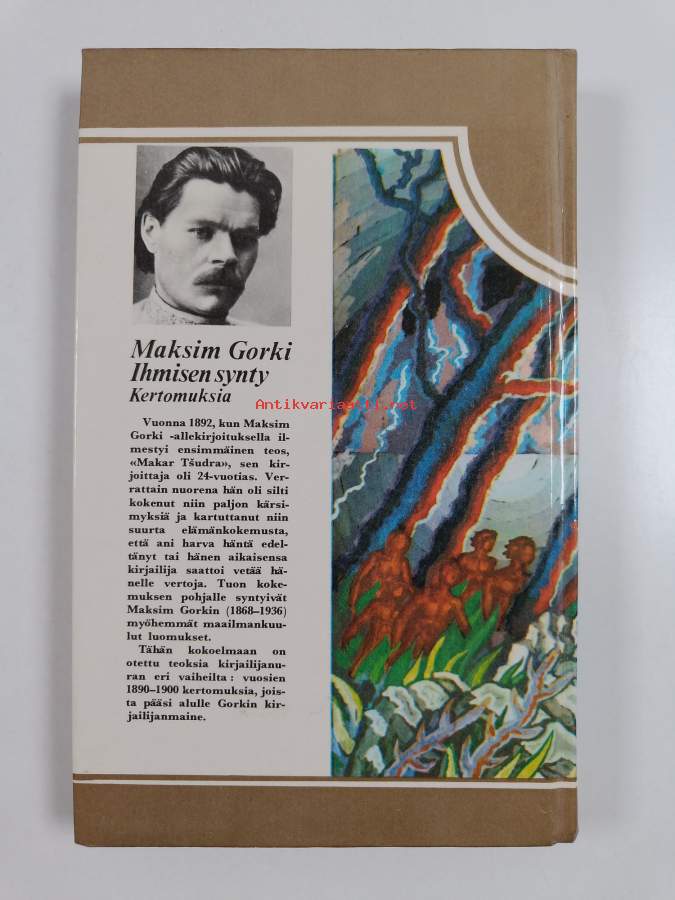 Maksim Gorki
Ihmisen synty
Kertomuksia
Antikvariaatti.net
Vuonna 1892, kun Maksim
Gorki -allekirjoituksella il-
mestyi ensimmäinen teos,
«Makar Tšudra», sen kir-
joittaja oli 24-vuotias. Ver-
rattain nuorena hän oli silti
kokenut niin paljon kärsi-
myksiä ja kartuttanut niin
suurta elämänkokemusta,
että ani harva häntä edel-
tänyt tai hänen aikaisensa
kirjailija saattoi vetää hä-
nelle vertoja. Tuon koke-
muksen pohjalle syntyivät
Maksim Gorkin (1868–1936)
myöhemmät maailmankuu-
lut luomukset.
Tähän kokoelmaan on
otettu teoksia kirjailijanu-
ran eri vaiheilta: vuosien
1890–1900 kertomuksia, jois-
ta pääsi alulle Gorkin kir-
jailijanmaine.